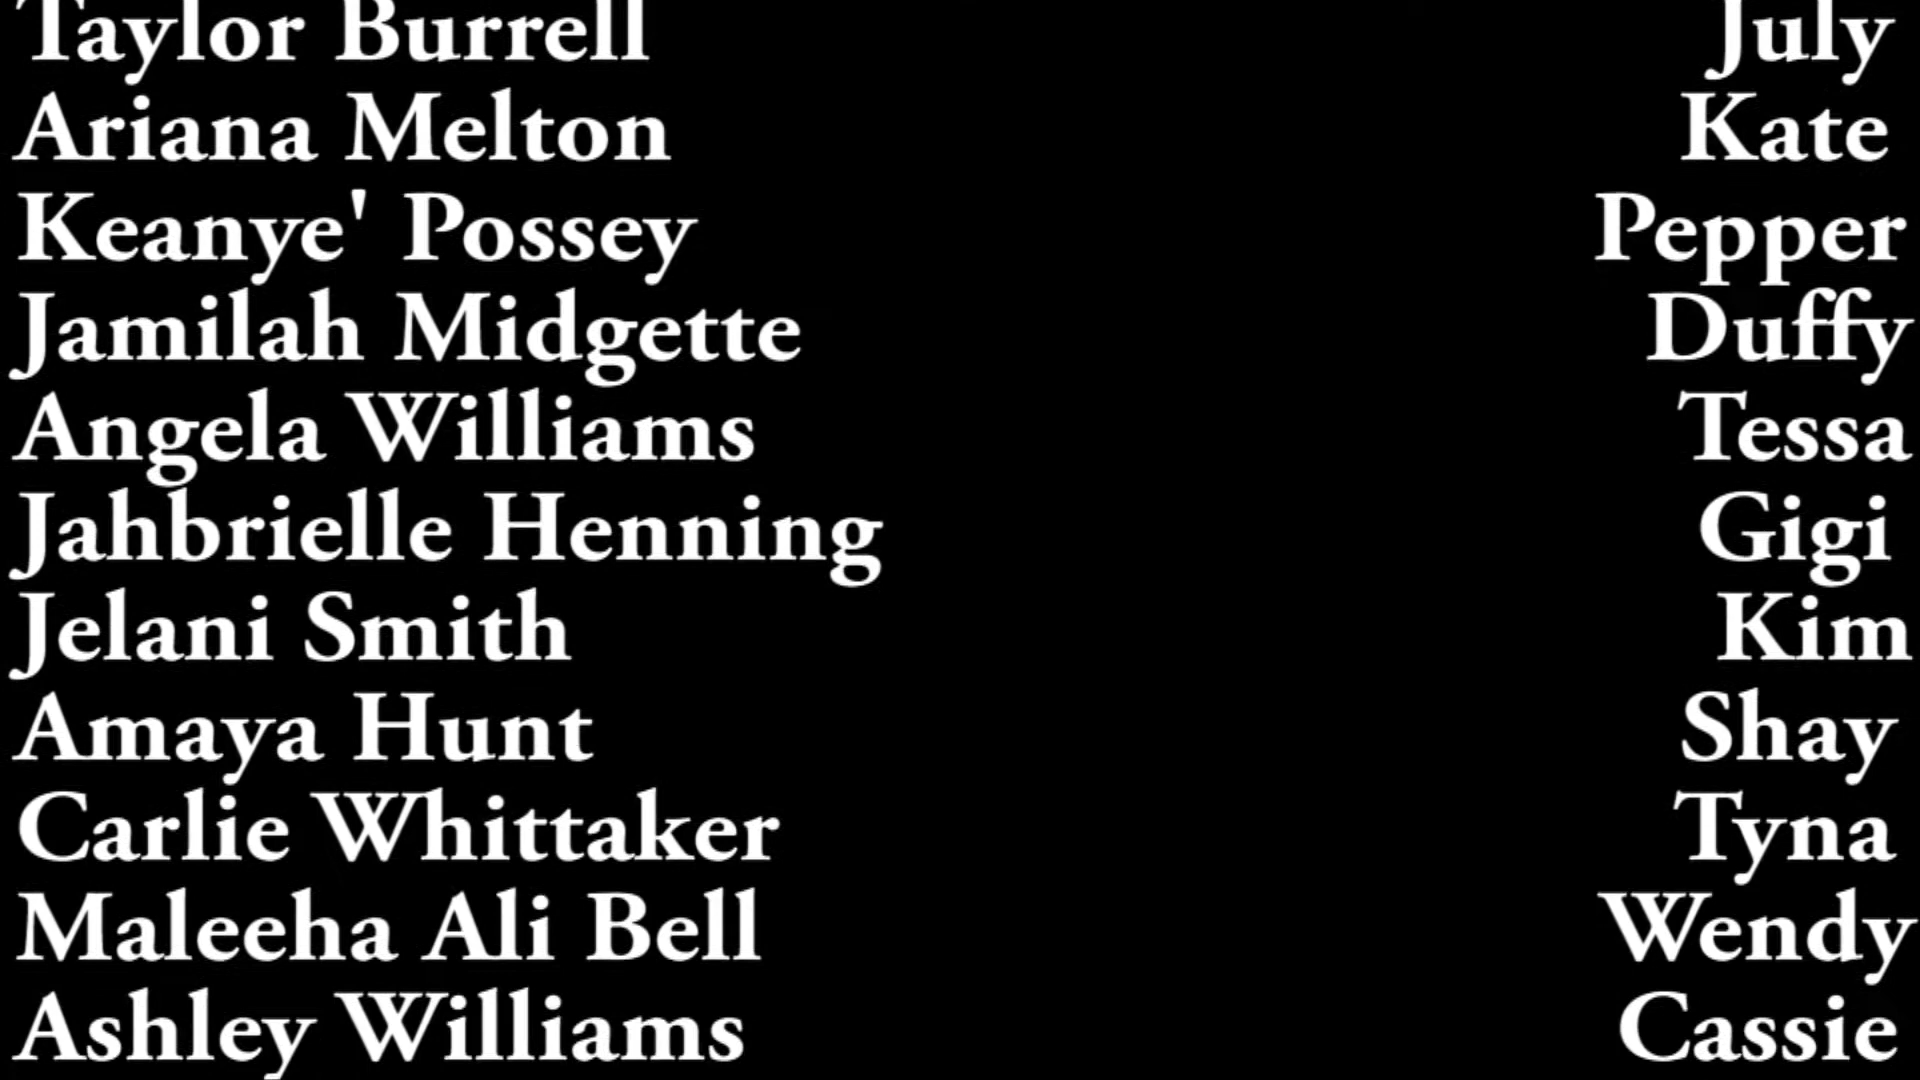 Taylor Burrell July
Ariana Melton Kate
Keanye' Possey Pepper
Jamilah Midgette Duffy
Angela Williams Tessa
Jahbrielle Henning Gigi
Jelani Smith Kim
Amaya Hunt Shay
Carlie Whittaker Tyna
Maleeha Ali Bell Wendy
Ashley Williams Cassie